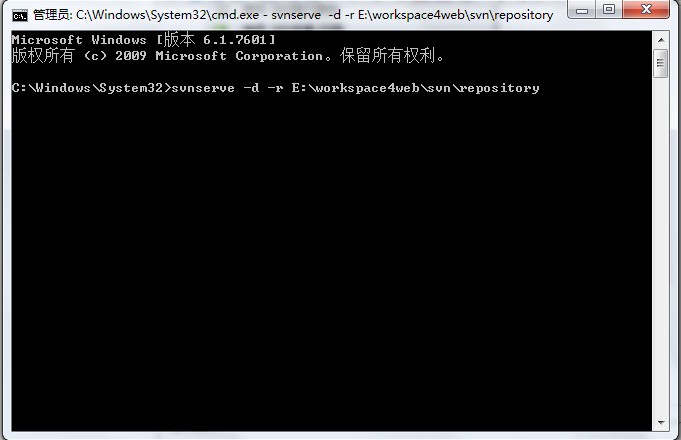 管理员: C:\Windows\System32\cmd.exe - svnserve  -d -r E:\workspace4web\svn\repository
Microsoft Windows [版本 6.1.7601]
版权所有 (c) 2009 Microsoft Corporation。保留所有权利。
C:\Windows\System32>svnserve -d -r E:\workspace4web\svn\repository